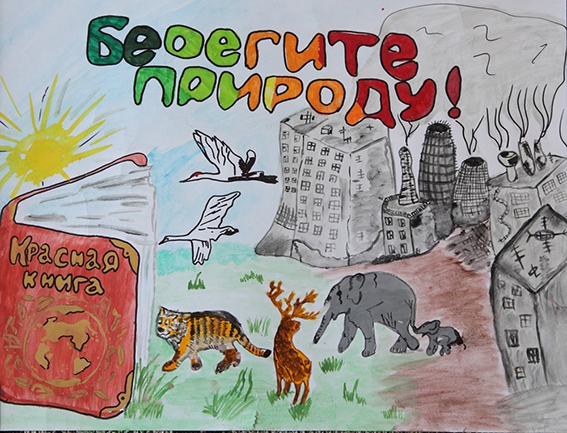 Берегите
природу!
Красная
книга